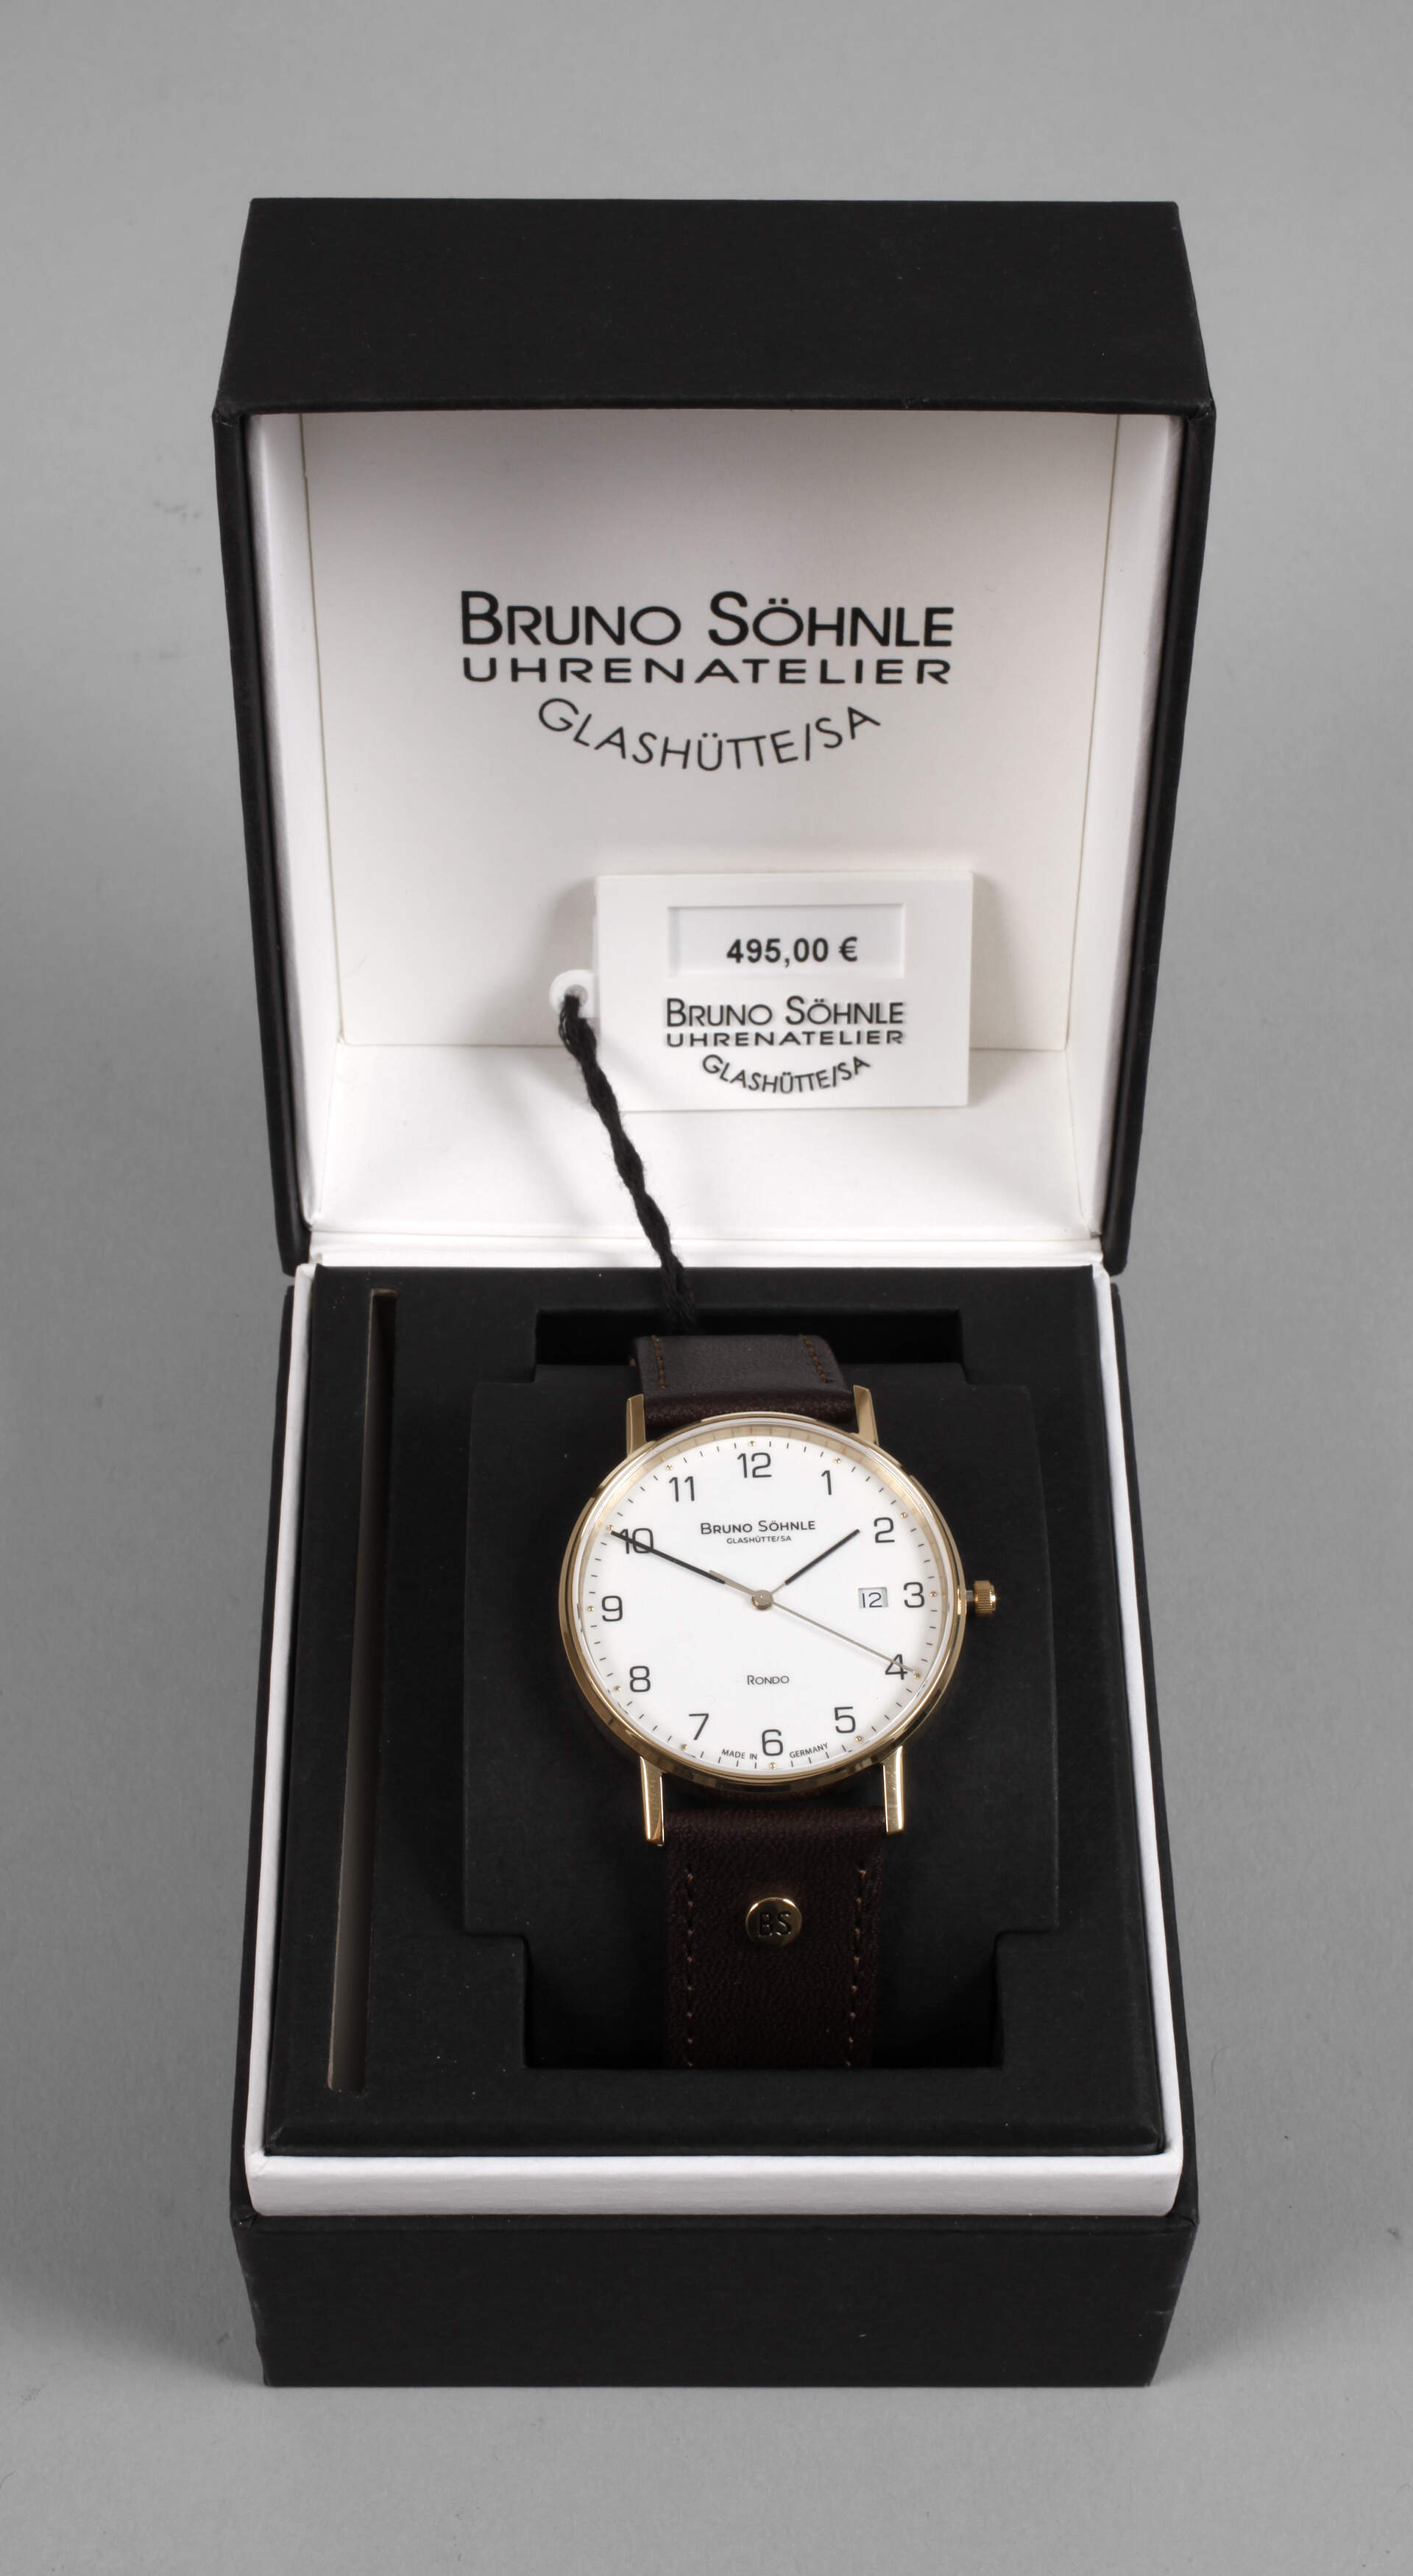 BRUNO SÖHNLE
UHRENATELIER
GLASHÜTTE/SA
495,00 €
BRUNO SÖHNLE
UHRENATELIER
GLASHÜTTE/SA
12
11
1
BRUNO SÖHNLE
GLASHÜTTE/SA
10
2
9
12
3
8
RONDO
4
7
5
6
MADE IN GERMANY
BS